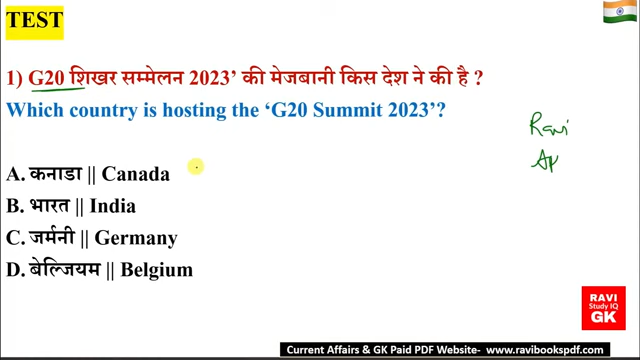 TEST
1) G20 शिखर सम्मेलन 2023’ की मेजबानी किस देश ने की है ?
Which country is hosting the ‘G20 Summit 2023’?
Ravi
A. कनाडा || Canada
B. भारत || India
C. जर्मनी || Germany
D. बेल्जियम || Belgium
RAVI
Study IQ
GK
Current Affairs & GK Paid PDF Website- www.ravibookspdf.com